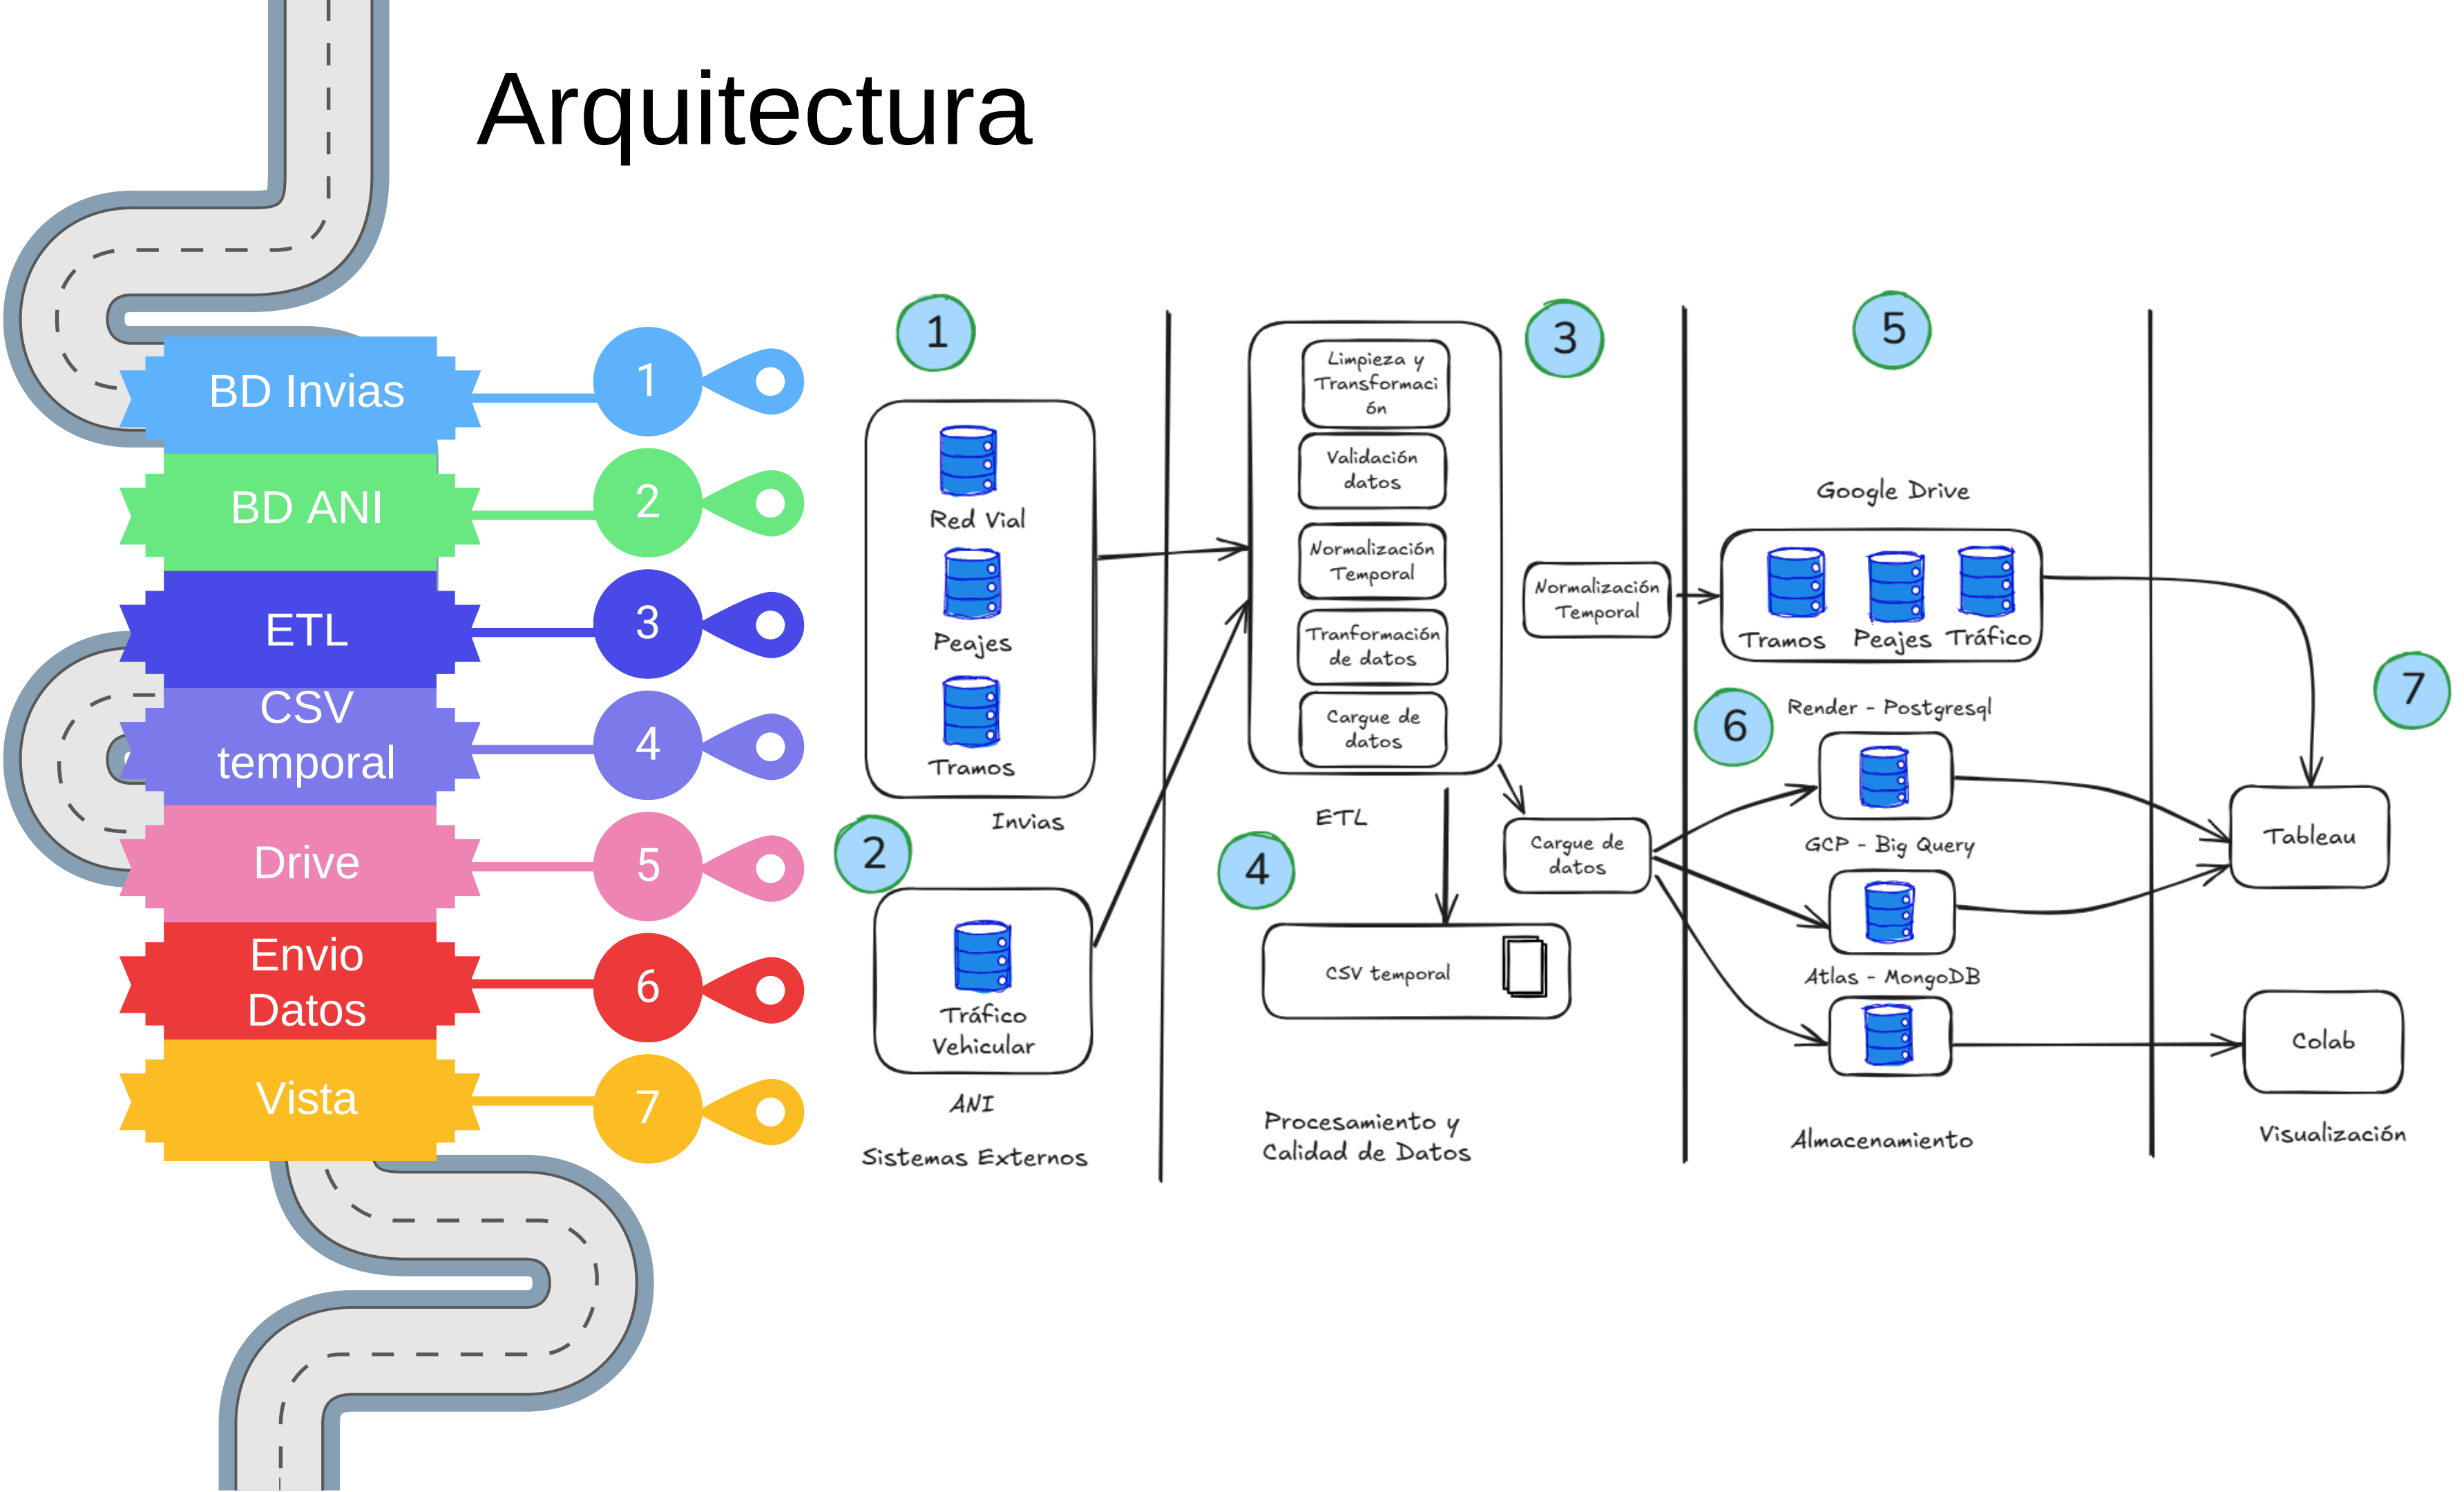 Arquitectura
BD Invias
1
BD ANI
2
ETL
3
CSV
temporal
4
Drive
5
Envio
Datos
6
Vista
7
1
Red Vial
Peajes
Tramos
Invias
2
Tráfico
Vehicular
ANI
Sistemas Externos
3
Limpieza y
Transformaci
ón
Validación
datos
Normalización
Temporal
Tranformación
de datos
Cargue de
datos
ETL
Normalización
Temporal
Cargue de
datos
4
CSV temporal
Procesamiento y
Calidad de Datos
5
Google Drive
Tramos Peajes Tráfico
6
Render - Postgresql
GCP - Big Query
Atlas - MongoDB
Almacenamiento
7
Tableau
Colab
Visualización